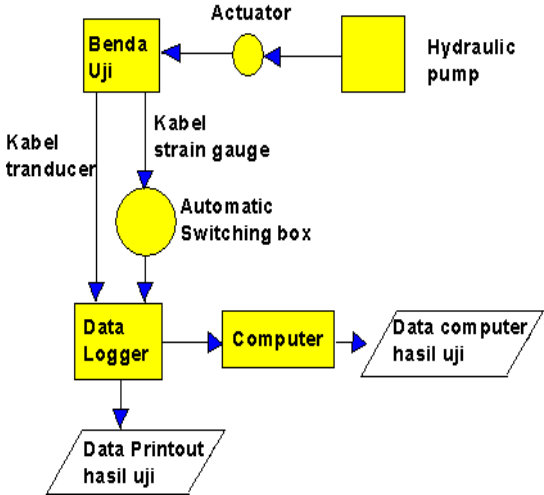 Actuator
Benda
Uji
Hydraulic
pump
Kabel
tranducer
Kabel
strain gauge
Automatic
Switching box
Data
Logger
Computer
Data computer
hasil uji
Data Printout
hasil uji